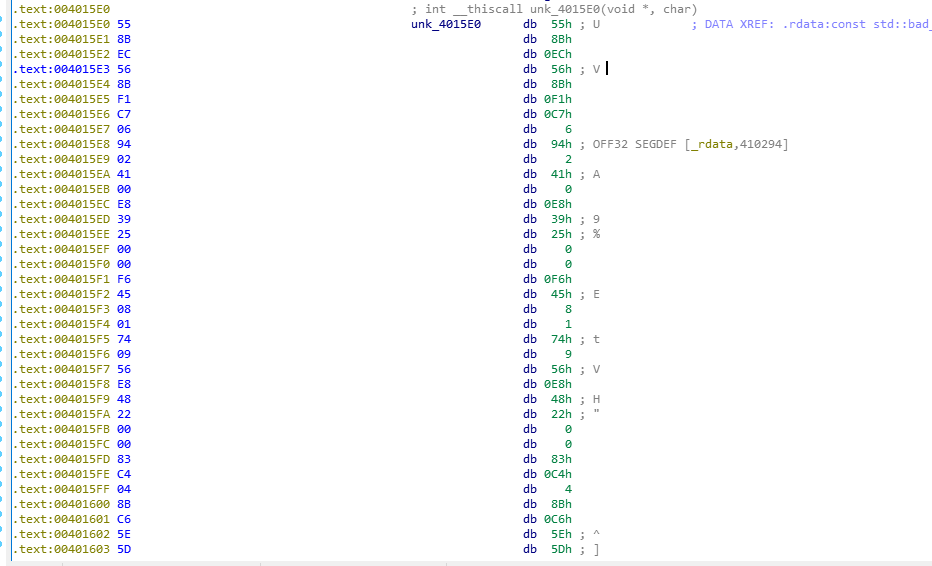 .text:004015E0 ; int __thiscall unk_4015E0(void *, char)
.text:004015E0 55 unk_4015E0 db 55h ; U ; DATA XREF: .rdata:const std::bad_
.text:004015E1 8B db 8Bh
.text:004015E2 EC db 0ECh
.text:004015E3 56 db 56h ; V
.text:004015E4 8B db 8Bh
.text:004015E5 F1 db 0F1h
.text:004015E6 C7 db 0C7h
.text:004015E7 06 db 6
.text:004015E8 94 db 94h ; OFF32 SEGDEF [_rdata,410294]
.text:004015E9 02 db 2
.text:004015EA 41 db 41h ; A
.text:004015EB 00 db 0
.text:004015EC E8 db 0E8h
.text:004015ED 39 db 39h ; 9
.text:004015EE 25 db 25h ; %
.text:004015EF 00 db 0
.text:004015F0 00 db 0
.text:004015F1 F6 db 0F6h
.text:004015F2 45 db 45h ; E
.text:004015F3 08 db 8
.text:004015F4 01 db 1
.text:004015F5 74 db 74h ; t
.text:004015F6 09 db 9
.text:004015F7 56 db 56h ; V
.text:004015F8 E8 db 0E8h
.text:004015F9 48 db 48h ; H
.text:004015FA 22 db 22h ; "
.text:004015FB 00 db 0
.text:004015FC 00 db 0
.text:004015FD 83 db 83h
.text:004015FE C4 db 0C4h
.text:004015FF 04 db 4
.text:00401600 8B db 8Bh
.text:00401601 C6 db 0C6h
.text:00401602 5E db 5Eh ; ^
.text:00401603 5D db 5Dh ; ]